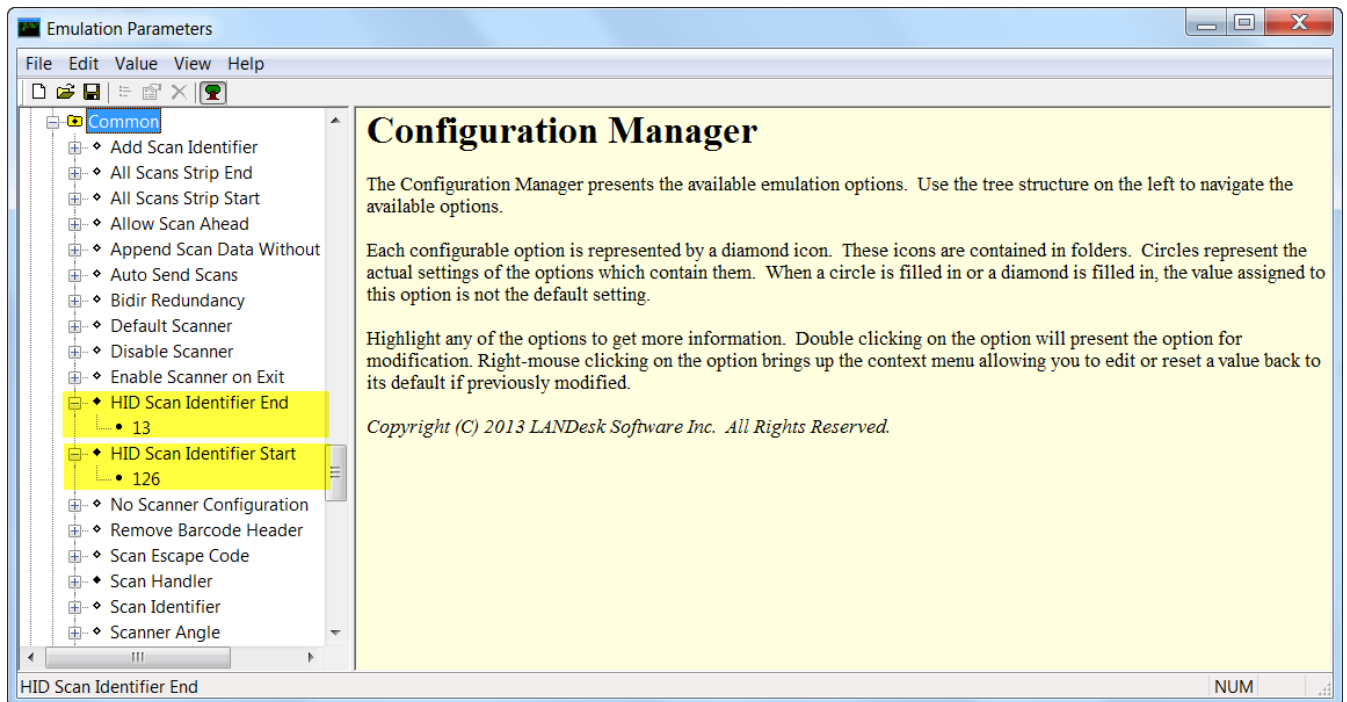 Emulation Parameters
File Edit Value View Help
Common
Add Scan Identifier
All Scans Strip End
All Scans Strip Start
Allow Scan Ahead
Append Scan Data Without
Auto Send Scans
Bidir Redundancy
Default Scanner
Disable Scanner
Enable Scanner on Exit
HID Scan Identifier End
13
HID Scan Identifier Start
126
No Scanner Configuration
Remove Barcode Header
Scan Escape Code
Scan Handler
Scan Identifier
Scanner Angle
Configuration Manager
The Configuration Manager presents the available emulation options. Use the tree structure on the left to navigate the
available options.
Each configurable option is represented by a diamond icon. These icons are contained in folders. Circles represent the
actual settings of the options which contain them. When a circle is filled in or a diamond is filled in, the value assigned to
this option is not the default setting.
Highlight any of the options to get more information. Double clicking on the option will present the option for
modification. Right-mouse clicking on the option brings up the context menu allowing you to edit or reset a value back to
its default if previously modified.
Copyright (C) 2013 LANDesk Software Inc. All Rights Reserved.
HID Scan Identifier End
NUM